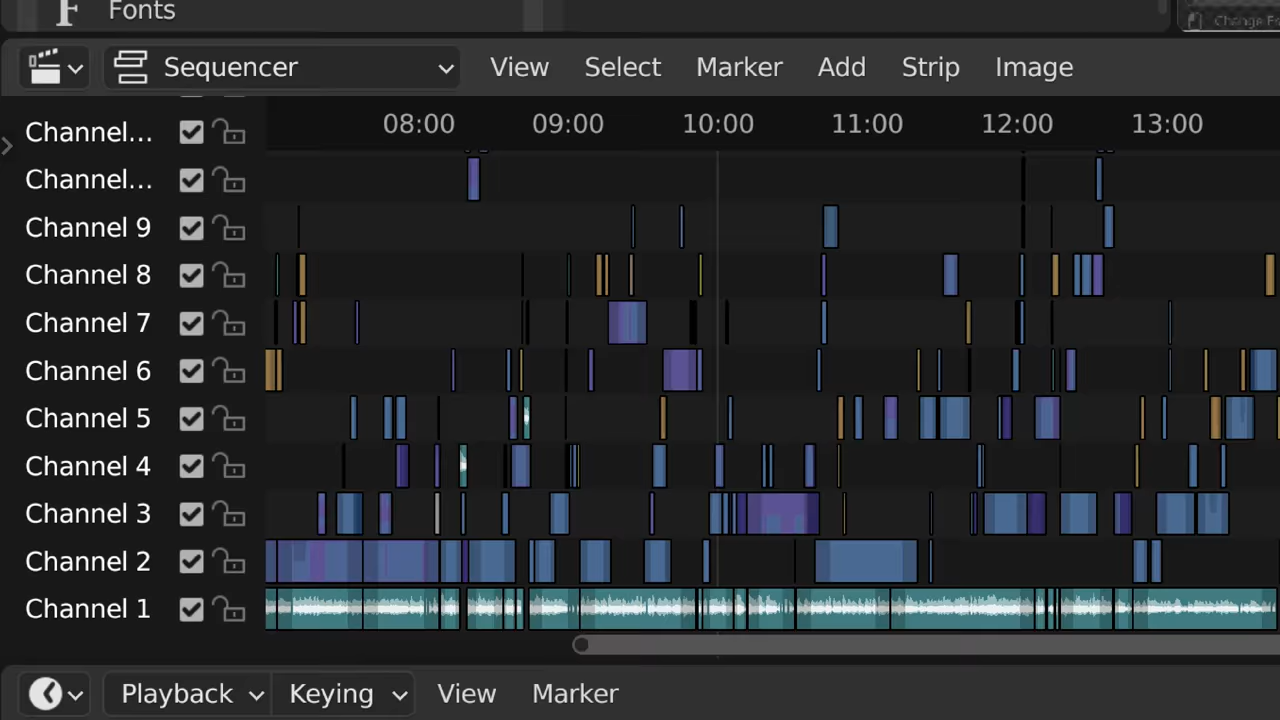 F Fonts
Change Fo
Sequencer View Select Marker Add Strip Image
08:00 09:00 10:00 11:00 12:00 13:00
Channel...
Channel...
Channel 9
Channel 8
Channel 7
Channel 6
Channel 5
Channel 4
Channel 3
Channel 2
Channel 1
Playback Keying View Marker